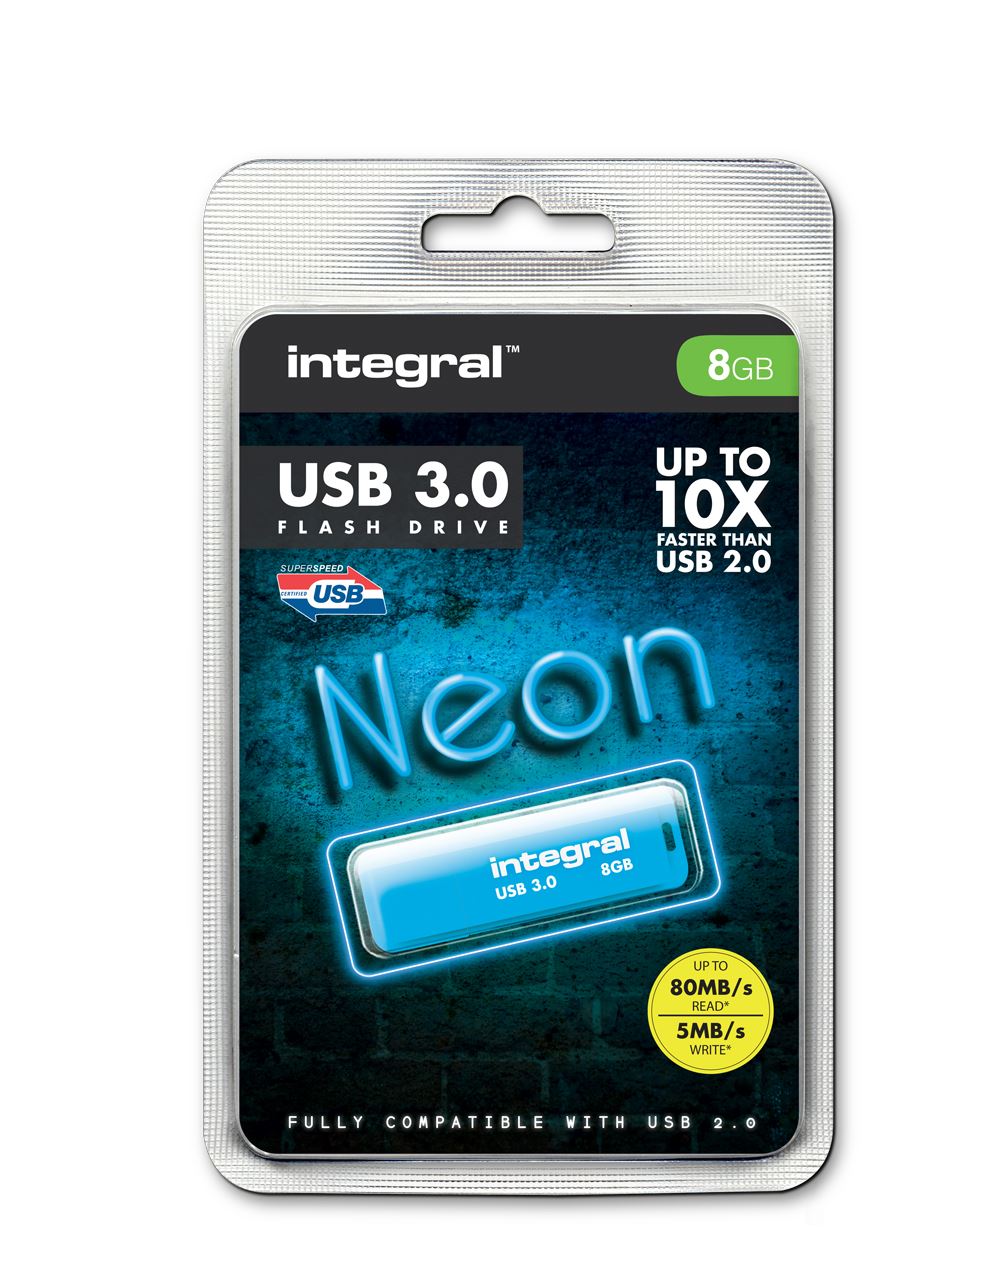 integral™
8GB
USB 3.0
FLASH DRIVE
UP TO
10X
FASTER THAN
USB 2.0
SUPERSPEED
CERTIFIED USB
Neon
integral
USB 3.0 8GB
UP TO
80MB/s
READ*
5MB/s
WRITE*
FULLY COMPATIBLE WITH USB 2.0